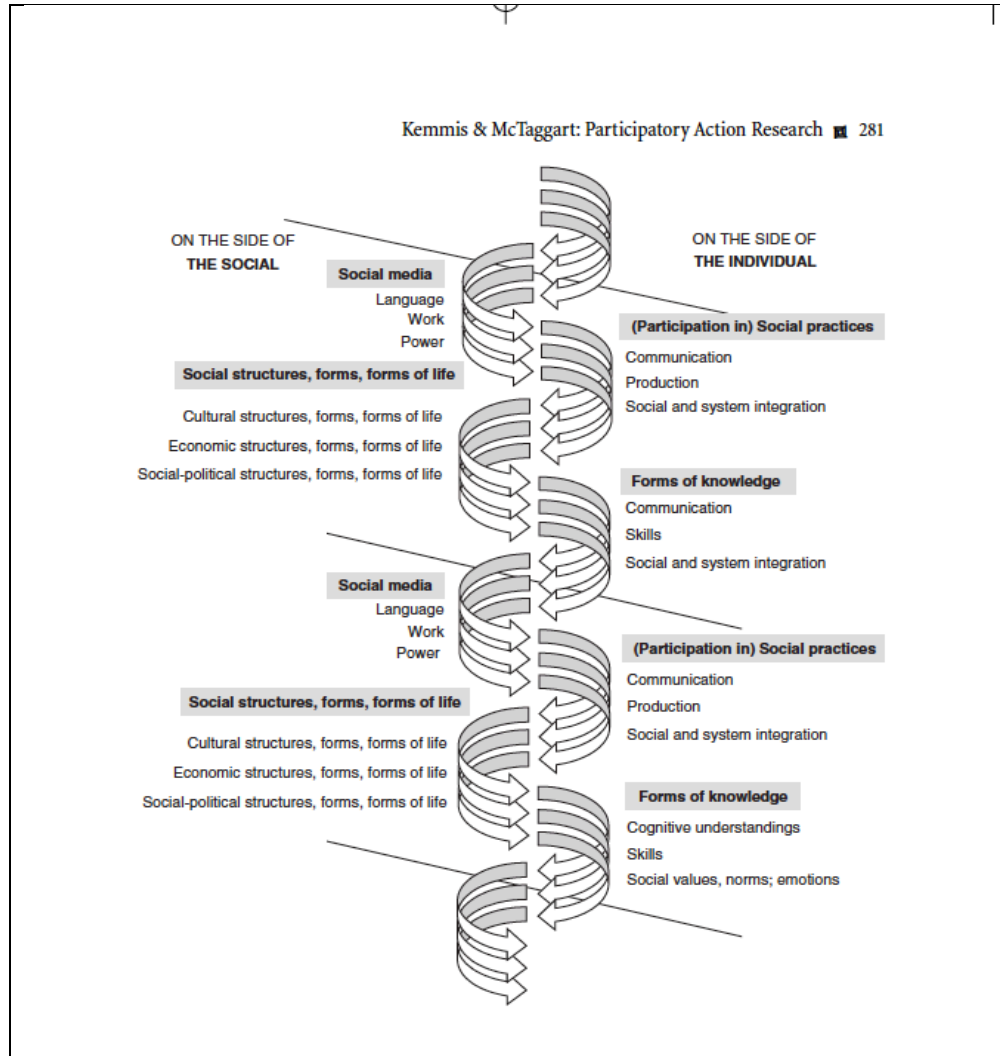 Kemmis & McTaggart: Participatory Action Research 281
ON THE SIDE OF
THE SOCIAL
ON THE SIDE OF
THE INDIVIDUAL
Social media
Language
Work
Power
(Participation in) Social practices
Communication
Production
Social and system integration
Social structures, forms, forms of life
Cultural structures, forms, forms of life
Economic structures, forms, forms of life
Social-political structures, forms, forms of life
Forms of knowledge
Communication
Skills
Social and system integration
Social media
Language
Work
Power
(Participation in) Social practices
Communication
Production
Social and system integration
Social structures, forms, forms of life
Cultural structures, forms, forms of life
Economic structures, forms, forms of life
Social-political structures, forms, forms of life
Forms of knowledge
Cognitive understandings
Skills
Social values, norms; emotions